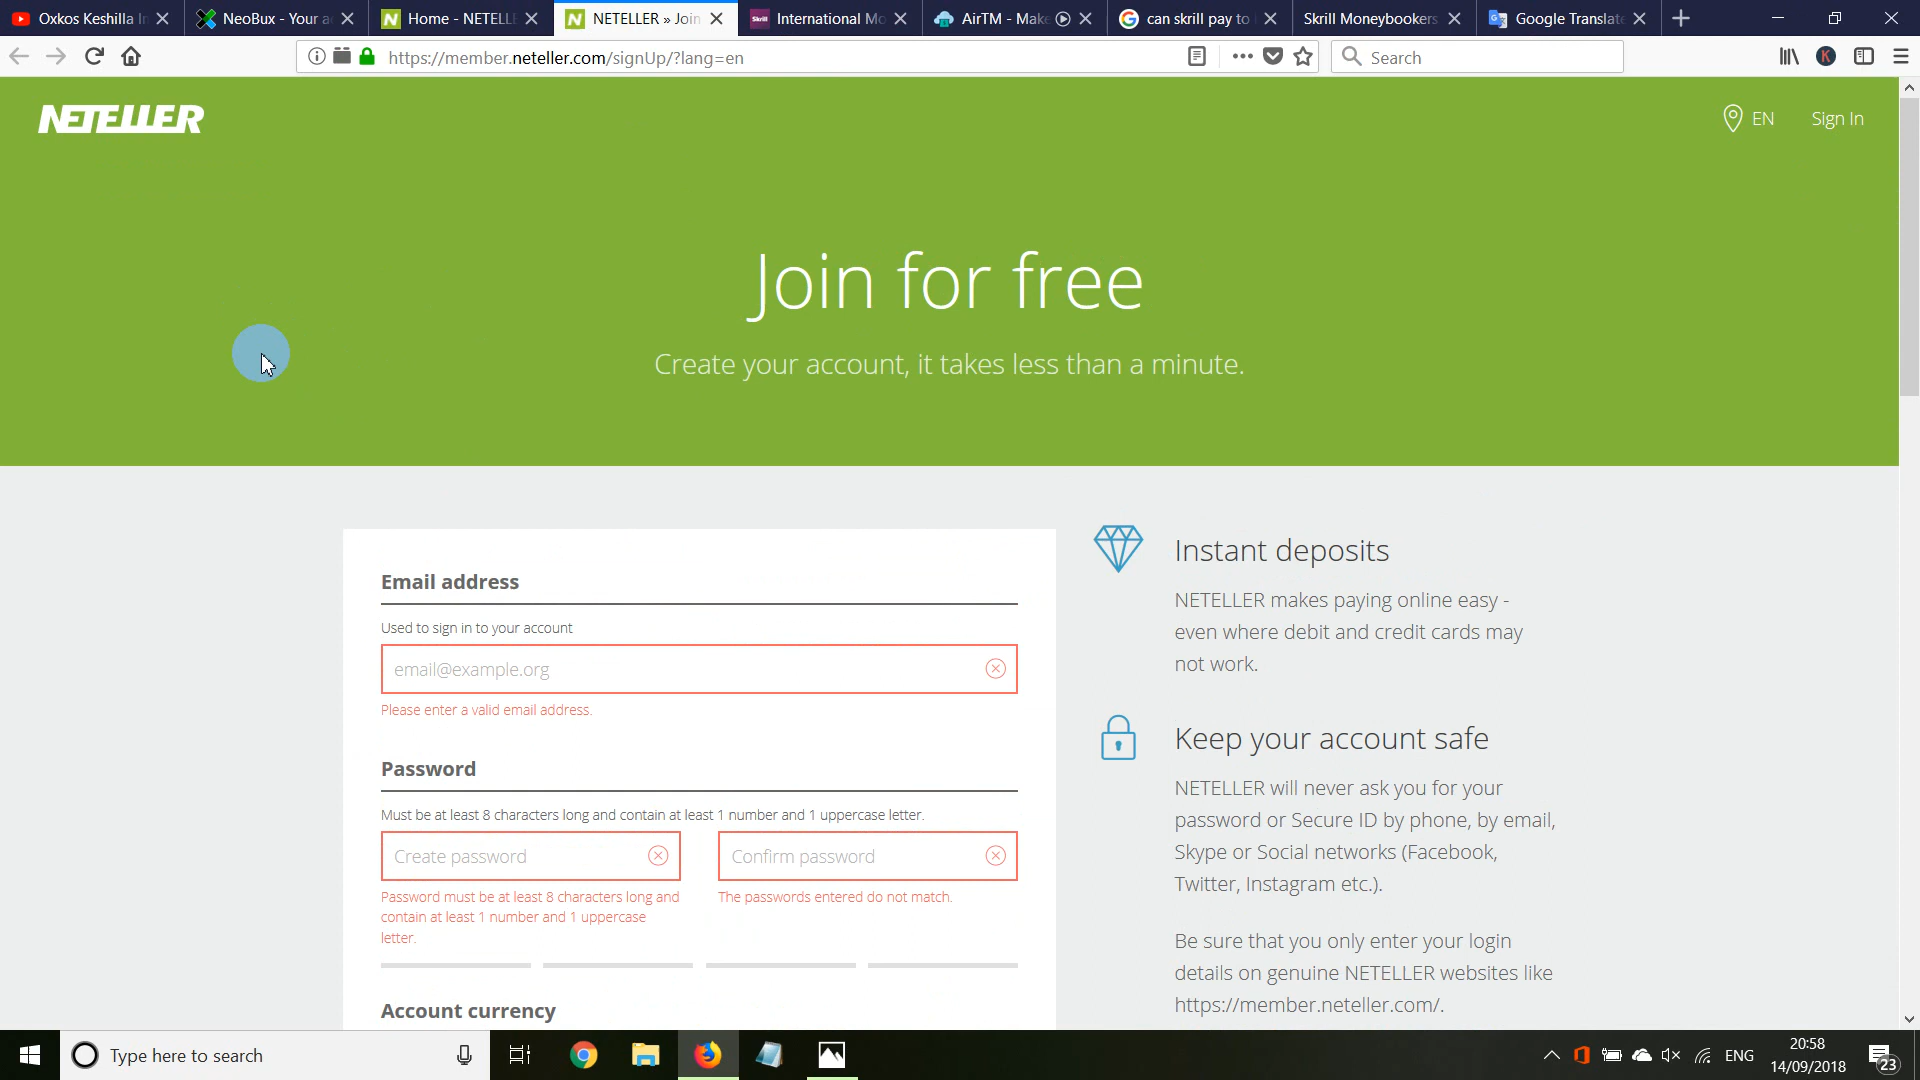 Oxkos Keshilla In
NeoBux - Your a
Home - NETELL
NETELLER » Join
International Mo
AirTM - Make
can skrill pay to
Skrill Moneybookers
Google Translate
https://member.neteller.com/signUp/?lang=en
Search
NETELLER
EN
Sign In
Join for free
Create your account, it takes less than a minute.
Email address
Used to sign in to your account
email@example.org
Please enter a valid email address.
Password
Must be at least 8 characters long and contain at least 1 number and 1 uppercase letter.
Create password
Confirm password
Password must be at least 8 characters long and
contain at least 1 number and 1 uppercase
letter.
The passwords entered do not match.
Account currency
Instant deposits
NETELLER makes paying online easy -
even where debit and credit cards may
not work.
Keep your account safe
NETELLER will never ask you for your
password or Secure ID by phone, by email,
Skype or Social networks (Facebook,
Twitter, Instagram etc.).
Be sure that you only enter your login
details on genuine NETELLER websites like
https://member.neteller.com/.
Type here to search
ENG
20:58
14/09/2018
23